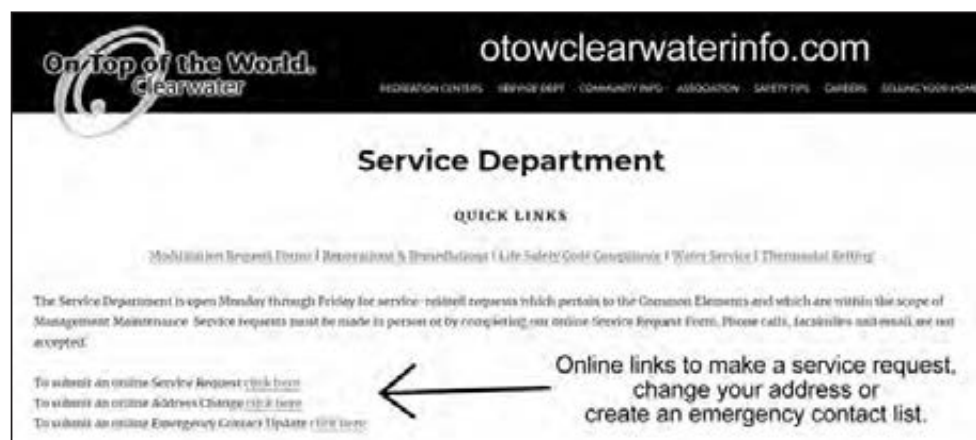 On Top of the World.
Clearwater
otowclearwaterinfo.com
RECREATION CENTERS SERVICE DEPT COMMUNITY INFO ASSOCIATION SAFETY TIPS CAREERS SELLING YOUR HOME
Service Department
QUICK LINKS
Modification Request Forms | Renovations & Demolitions | Life Safety Code Compliance | Water Service | Thermostat Setting
The Service Department is open Monday through Friday for service-related requests which pertain to the Common Elements and which are within the scope of
Management Maintenance. Service requests must be made in person or by completing our online Service Request Form. Phone calls, facsimiles and email are not
accepted.
To submit an online Service Request click here
To submit an online Address Change click here
To submit an online Emergency Contact Update click here
Online links to make a service request,
change your address or
create an emergency contact list.